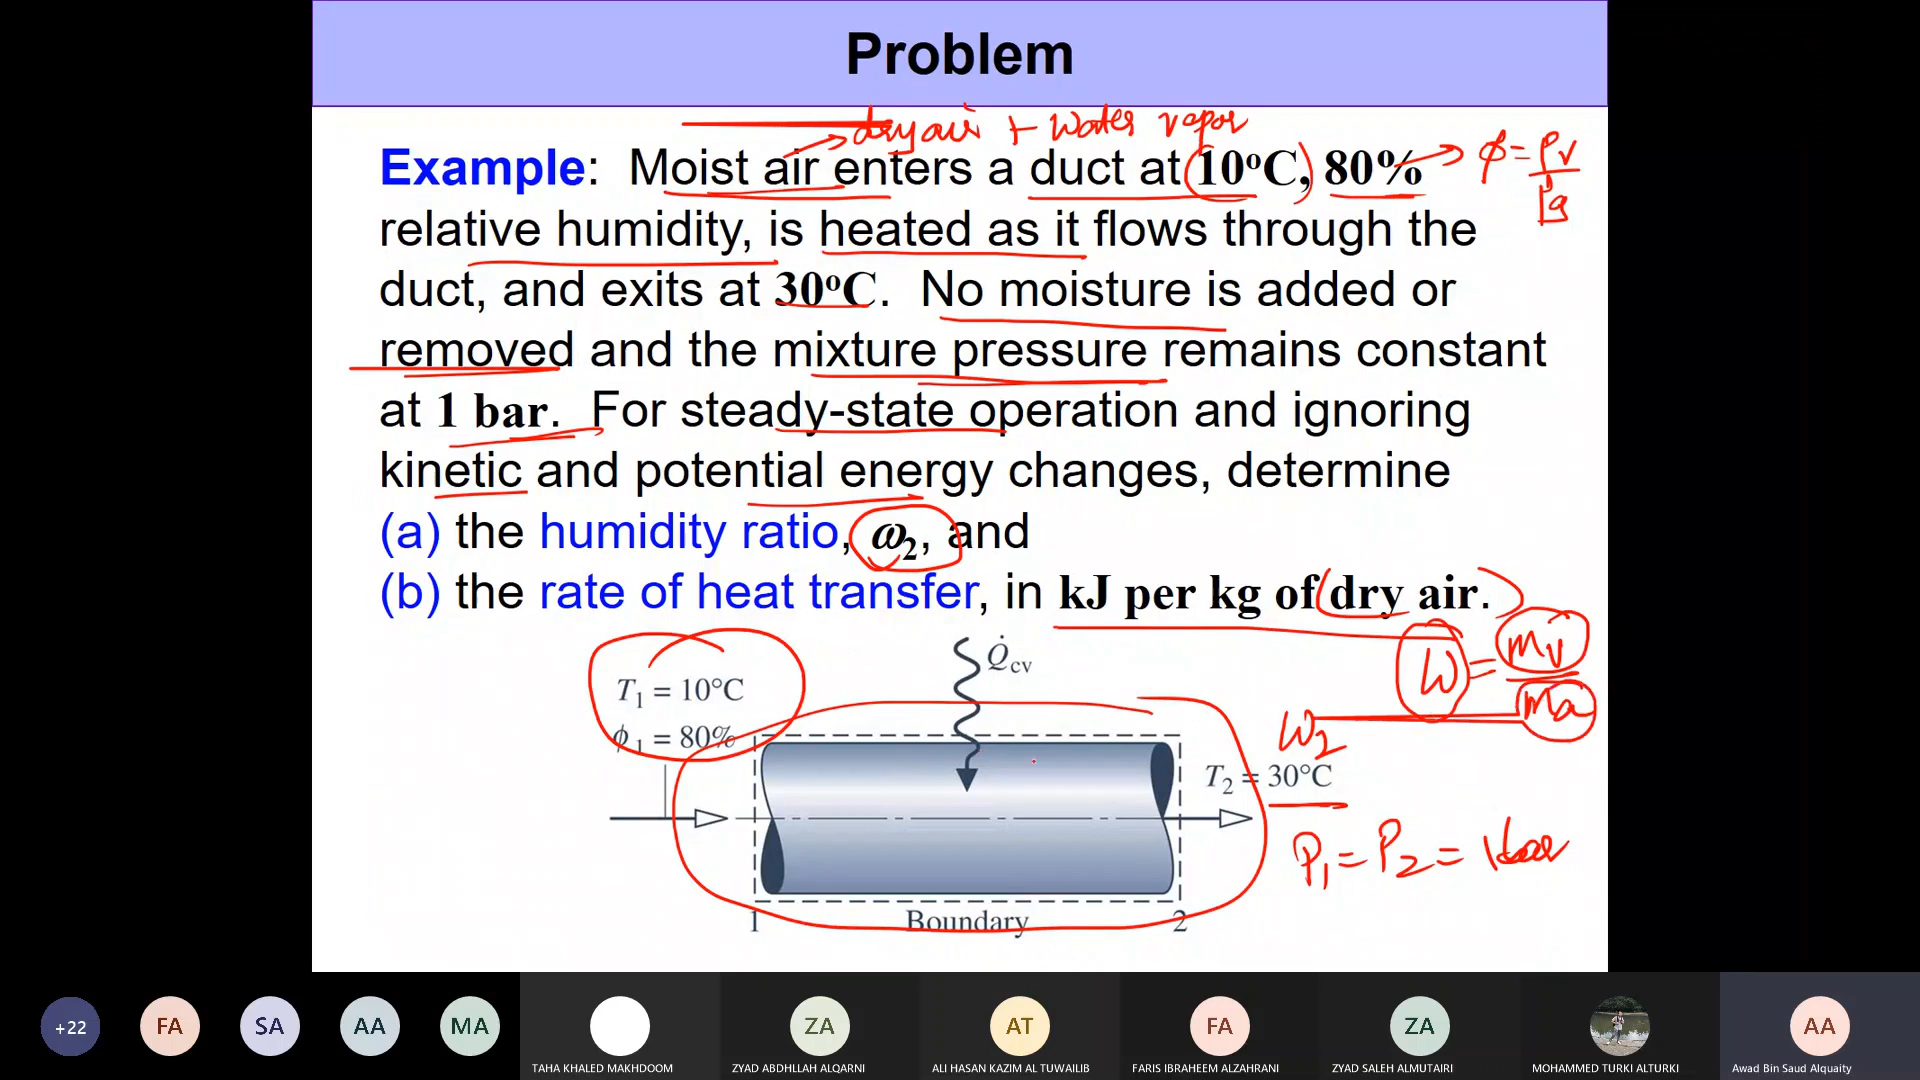 Problem
dry air + water vapor
Example: Moist air enters a duct at 10°C, 80%
ϕ = Pv / Pg
relative humidity, is heated as it flows through the
duct, and exits at 30°C. No moisture is added or
removed and the mixture pressure remains constant
at 1 bar. For steady-state operation and ignoring
kinetic and potential energy changes, determine
(a) the humidity ratio, ω2, and
(b) the rate of heat transfer, in kJ per kg of dry air.
ω = mv / ma
Q̇cv
T1 = 10°C
ϕ1 = 80%
ω2
T2 = 30°C
P1 = P2 = 1 bar
1 Boundary 2
+22 FA SA AA MA ZA AT FA ZA AA
TAHA KHALED MAKHDOOM
ZYAD ABDHLLAH ALQARNI
ALI HASAN KAZIM AL TUWAILIB
FARIS IBRAHEEM ALZAHRANI
ZYAD SALEH ALMUTAIRI
MOHAMMED TURKI ALTURKI
Awad Bin Saud Alquaity